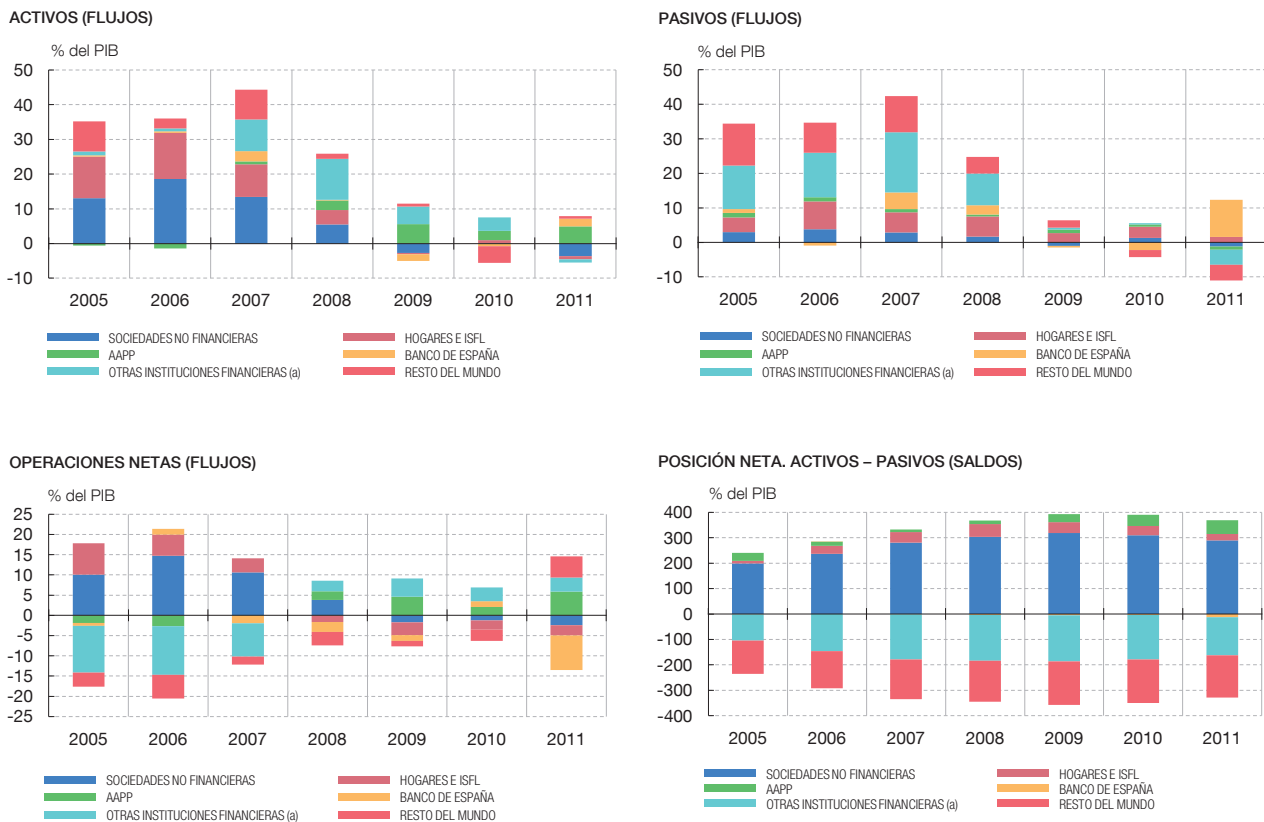 ACTIVOS (FLUJOS)
% del PIB
50
40
30
20
10
0
-10
2005 2006 2007 2008 2009 2010 2011
SOCIEDADES NO FINANCIERAS HOGARES E ISFL
AAPP BANCO DE ESPAÑA
OTRAS INSTITUCIONES FINANCIERAS (a) RESTO DEL MUNDO
PASIVOS (FLUJOS)
% del PIB
50
40
30
20
10
0
-10
2005 2006 2007 2008 2009 2010 2011
SOCIEDADES NO FINANCIERAS HOGARES E ISFL
AAPP BANCO DE ESPAÑA
OTRAS INSTITUCIONES FINANCIERAS (a) RESTO DEL MUNDO
OPERACIONES NETAS (FLUJOS)
% del PIB
25
20
15
10
5
0
-5
-10
-15
-20
-25
2005 2006 2007 2008 2009 2010 2011
SOCIEDADES NO FINANCIERAS HOGARES E ISFL
AAPP BANCO DE ESPAÑA
OTRAS INSTITUCIONES FINANCIERAS (a) RESTO DEL MUNDO
POSICIÓN NETA. ACTIVOS – PASIVOS (SALDOS)
% del PIB
400
300
200
100
0
-100
-200
-300
-400
2005 2006 2007 2008 2009 2010 2011
SOCIEDADES NO FINANCIERAS HOGARES E ISFL
AAPP BANCO DE ESPAÑA
OTRAS INSTITUCIONES FINANCIERAS (a) RESTO DEL MUNDO